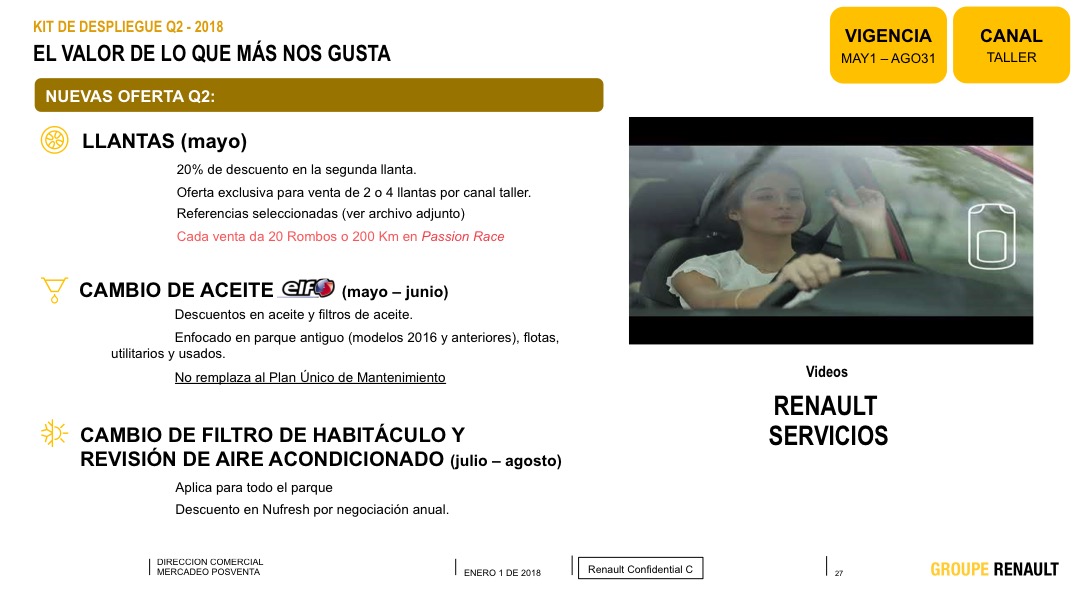 KIT DE DESPLIEGUE Q2 - 2018
EL VALOR DE LO QUE MÁS NOS GUSTA
VIGENCIA
MAY1 – AGO31
CANAL
TALLER
NUEVAS OFERTA Q2:
LLANTAS (mayo)
20% de descuento en la segunda llanta.
Oferta exclusiva para venta de 2 o 4 llantas por canal taller.
Referencias seleccionadas (ver archivo adjunto)
Cada venta da 20 Rombos o 200 Km en Passion Race
CAMBIO DE ACEITE elf (mayo – junio)
Descuentos en aceite y filtros de aceite.
Enfocado en parque antiguo (modelos 2016 y anteriores), flotas,
utilitarios y usados.
No remplaza al Plan Único de Mantenimiento
CAMBIO DE FILTRO DE HABITÁCULO Y
REVISIÓN DE AIRE ACONDICIONADO (julio – agosto)
Aplica para todo el parque
Descuento en Nufresh por negociación anual.
Videos
RENAULT
SERVICIOS
DIRECCION COMERCIAL
MERCADEO POSVENTA
ENERO 1 DE 2018
Renault Confidential C
27
GROUPE RENAULT